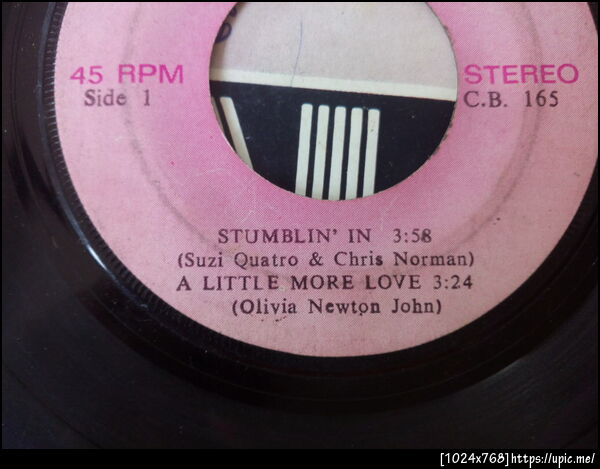 45 RPM STEREO
Side 1 C.B. 165
STUMBLIN' IN 3:58
(Suzi Quatro & Chris Norman)
A LITTLE MORE LOVE 3:24
(Olivia Newton John)
[1024x768]https://upic.me/